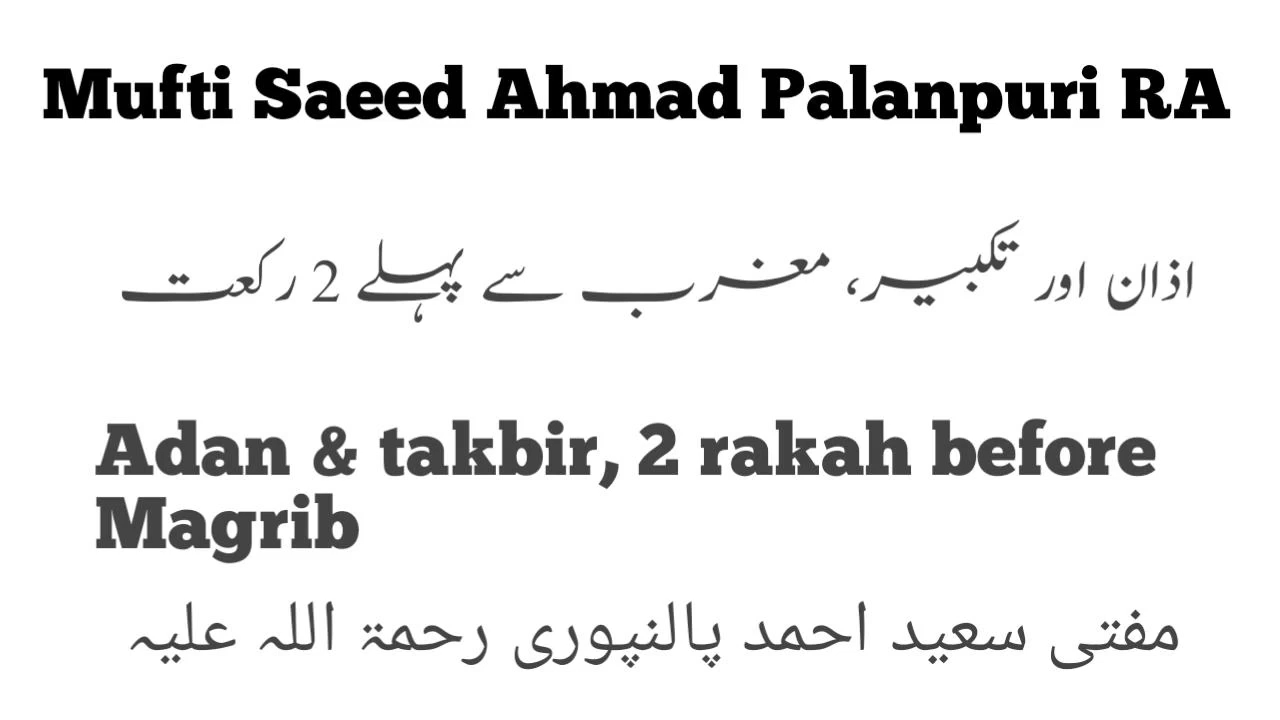 Mufti Saeed Ahmad Palanpuri RA
اذان اور تکبیر، مغرب سے پہلے 2 رکعت
Adan & takbir, 2 rakah before
Magrib
مفتی سعید احمد پالنپوری رحمۃ اللہ علیہ